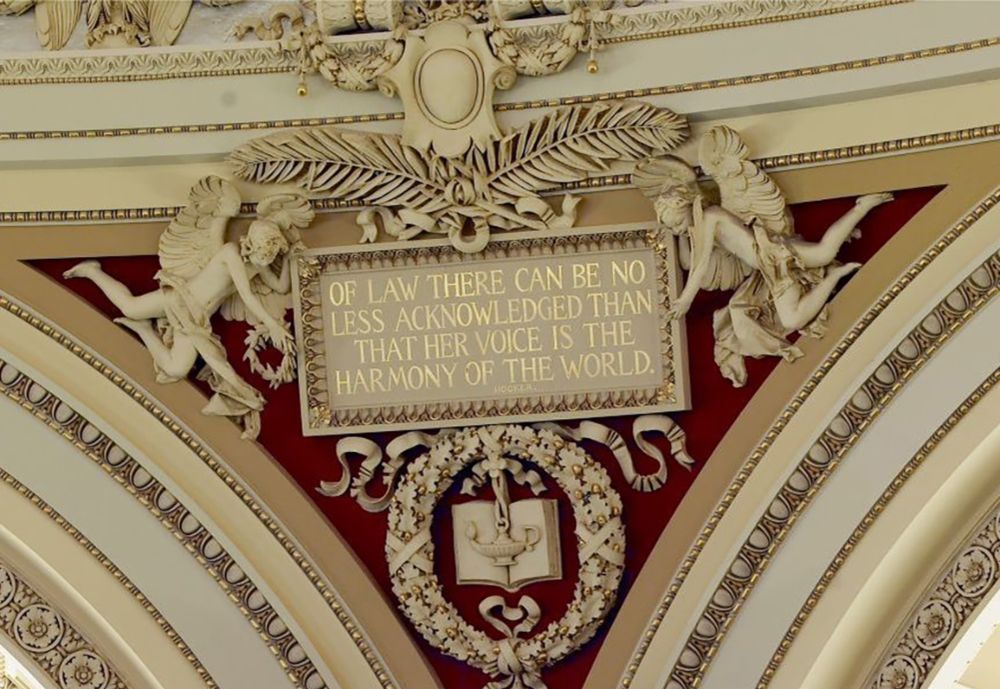 OF LAW THERE CAN BE NO
LESS ACKNOWLEDGED THAN
THAT HER VOICE IS THE
HARMONY OF THE WORLD.
HOOKER.